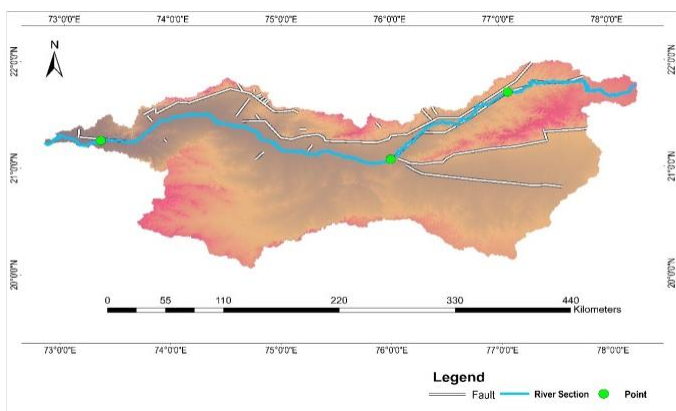 73°0'0"E 74°0'0"E 75°0'0"E 76°0'0"E 77°0'0"E 78°0'0"E
N
22°0'0"N 22°0'0"N
21°0'0"N 21°0'0"N
20°0'0"N 20°0'0"N
0 55 110 220 330 440
Kilometers
73°0'0"E 74°0'0"E 75°0'0"E 76°0'0"E 77°0'0"E 78°0'0"E
Legend
Fault River Section Point